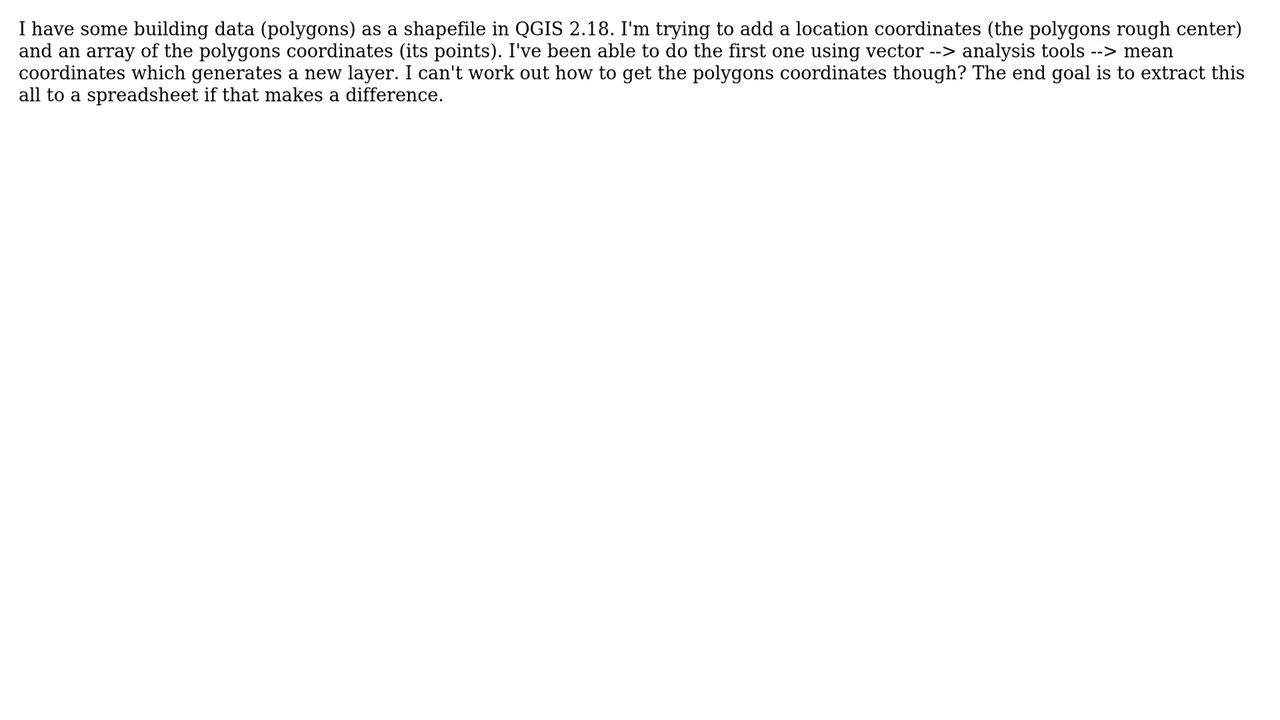 I have some building data (polygons) as a shapefile in QGIS 2.18. I'm trying to add a location coordinates (the polygons rough center)
and an array of the polygons coordinates (its points). I've been able to do the first one using vector --> analysis tools --> mean
coordinates which generates a new layer. I can't work out how to get the polygons coordinates though? The end goal is to extract this
all to a spreadsheet if that makes a difference.